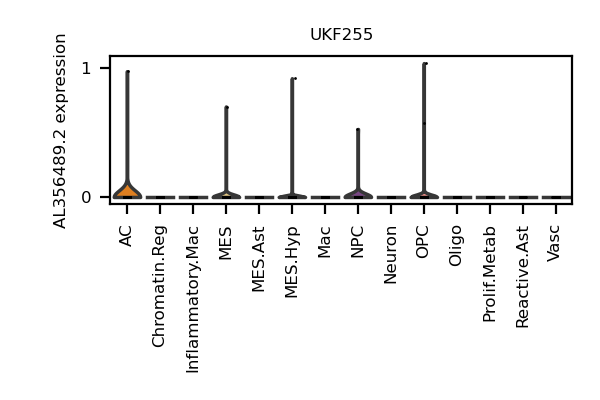 UKF255
AL356489.2 expression
1
0
AC
Chromatin.Reg
Inflammatory.Mac
MES
MES.Ast
MES.Hyp
Mac
NPC
Neuron
OPC
Oligo
Prolif.Metab
Reactive.Ast
Vasc